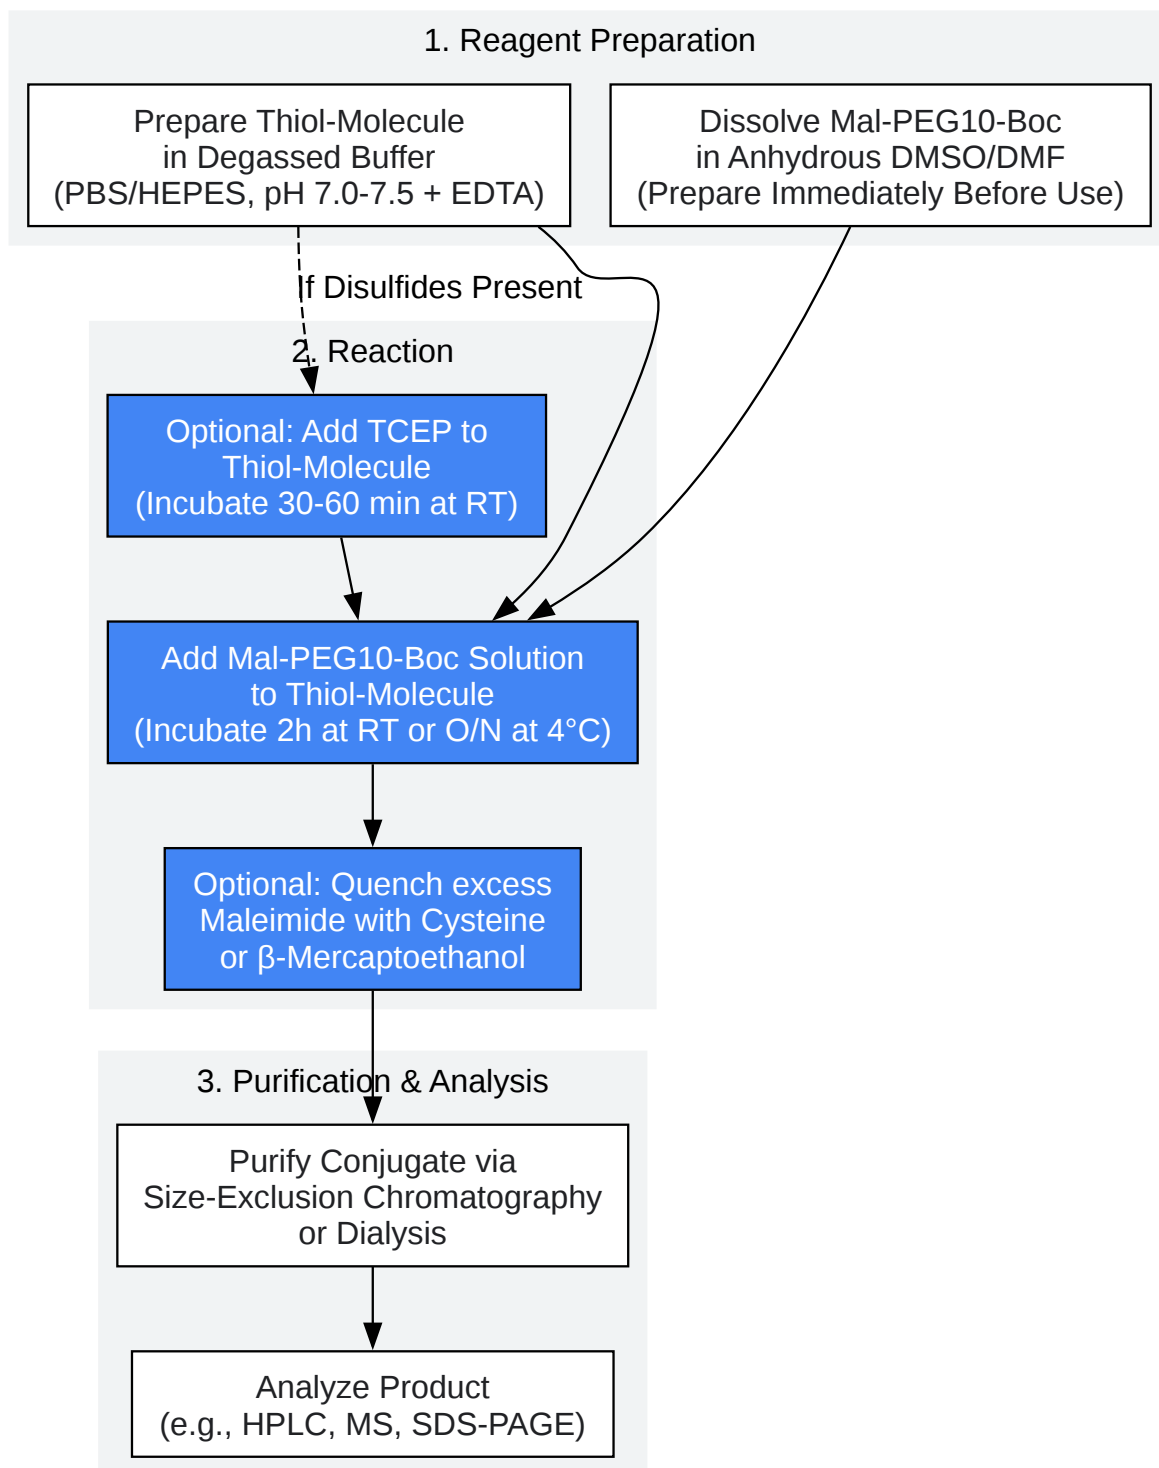 1. Reagent Preparation
Prepare Thiol-Molecule
in Degassed Buffer
(PBS/HEPES, pH 7.0-7.5 + EDTA)
Dissolve Mal-PEG10-Boc
in Anhydrous DMSO/DMF
(Prepare Immediately Before Use)
If Disulfides Present
2. Reaction
Optional: Add TCEP to
Thiol-Molecule
(Incubate 30-60 min at RT)
Add Mal-PEG10-Boc Solution
to Thiol-Molecule
(Incubate 2h at RT or O/N at 4°C)
Optional: Quench excess
Maleimide with Cysteine
or β-Mercaptoethanol
3. Purification & Analysis
Purify Conjugate via
Size-Exclusion Chromatography
or Dialysis
Analyze Product
(e.g., HPLC, MS, SDS-PAGE)